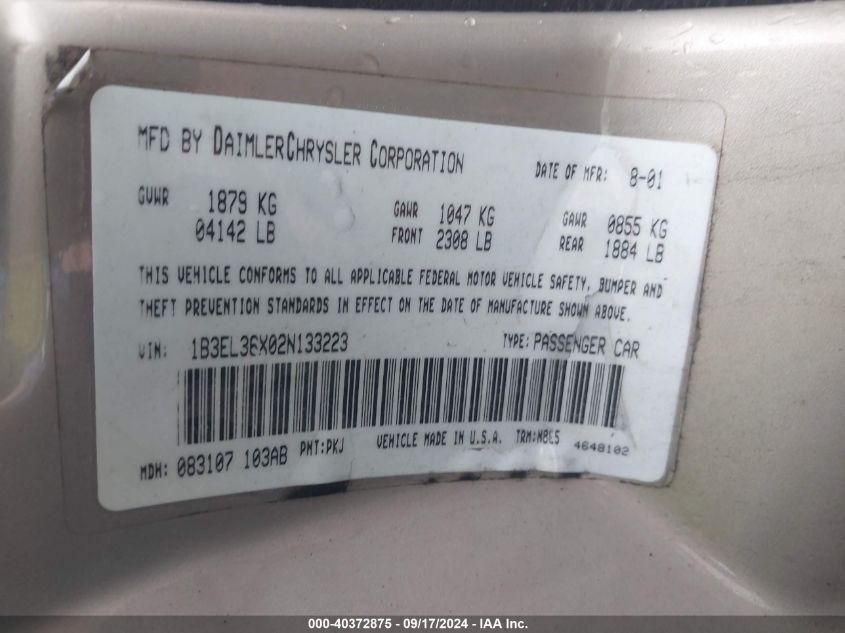 MFD BY DAIMLERCHRYSLER CORPORATION DATE OF MFR: 8-01
GVWR 1879 KG GAWR 1047 KG GAWR 0855 KG
04142 LB FRONT 2308 LB REAR 1884 LB
THIS VEHICLE CONFORMS TO ALL APPLICABLE FEDERAL MOTOR VEHICLE SAFETY, BUMPER AND
THEFT PREVENTION STANDARDS IN EFFECT ON THE DATE OF MANUFACTURE SHOWN ABOVE.
VIN: 1B3EL36X02N133223 TYPE: PASSENGER CAR
MDH: 083107 103AB PNT:PKJ VEHICLE MADE IN U.S.A. TRM:N8L5 4648102
000-40372875 - 09/17/2024 - IAA Inc.